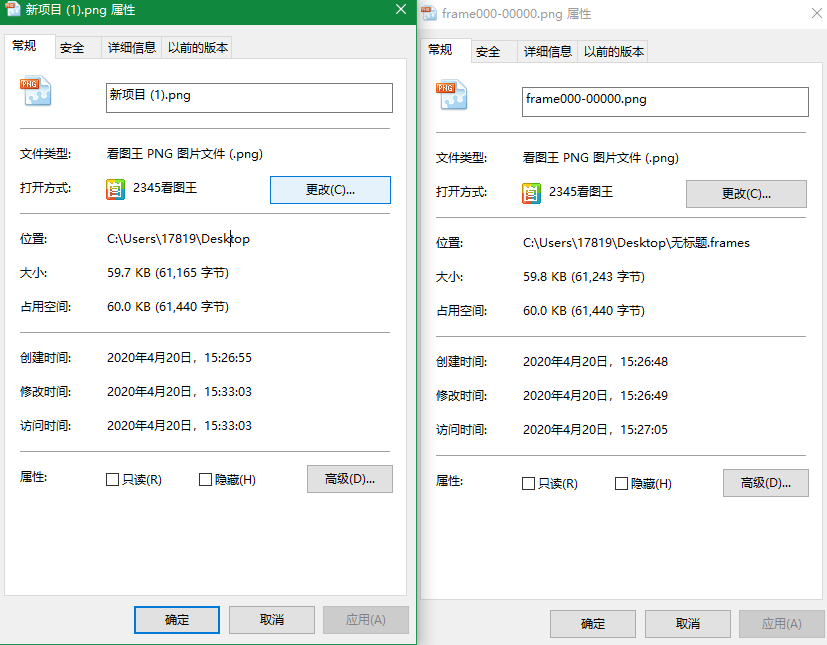 新项目 (1).png 属性
常规 安全 详细信息 以前的版本
PNG
新项目 (1).png
文件类型: 看图王 PNG 图片文件 (.png)
打开方式: 2345看图王 更改(C)...
位置: C:\Users\17819\Desktop
大小: 59.7 KB (61,165 字节)
占用空间: 60.0 KB (61,440 字节)
创建时间: 2020年4月20日，15:26:55
修改时间: 2020年4月20日，15:33:03
访问时间: 2020年4月20日，15:33:03
属性: 只读(R) 隐藏(H) 高级(D)...
确定 取消 应用(A)
frame000-00000.png 属性
常规 安全 详细信息 以前的版本
PNG
frame000-00000.png
文件类型: 看图王 PNG 图片文件 (.png)
打开方式: 2345看图王 更改(C)...
位置: C:\Users\17819\Desktop\无标题.frames
大小: 59.8 KB (61,243 字节)
占用空间: 60.0 KB (61,440 字节)
创建时间: 2020年4月20日，15:26:48
修改时间: 2020年4月20日，15:26:49
访问时间: 2020年4月20日，15:27:05
属性: 只读(R) 隐藏(H) 高级(D)...
确定 取消 应用(A)